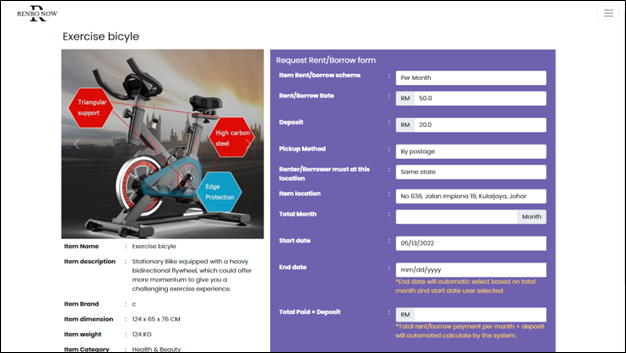 R
RENBO NOW
Exercise bicyle
Triangular
support
High carbon
steel
Edge
Protection
Item Name : Exercise bicyle
Item description : Stationary Bike equipped with a heavy
bidirectional flywheel, which could offer
more momentum to give you a
challenging exercise experience.
Item Brand : c
Item dimension : 124 x 65 x 76 CM
Item weight : 124 KG
Item Category : Health & Beauty
Request Rent/Borrow form
Item Rent/borrow scheme : Per Month
Rent/Borrow Rate : RM 50.0
Deposit : RM 20.0
Pickup Method : By postage
Renter/Borrower must at this : Same state
location
Item location : No 638, Jalan Impiana 19, Kulaijaya, Johor
Total Month : Month
Start date : 05/13/2022
End date : mm/dd/yyyy
*End date will automatic select based on total
month and start date user selected
Total Paid + Deposit : RM
*Total rent/borrow payment per month + deposit
will automated calculate by the system.